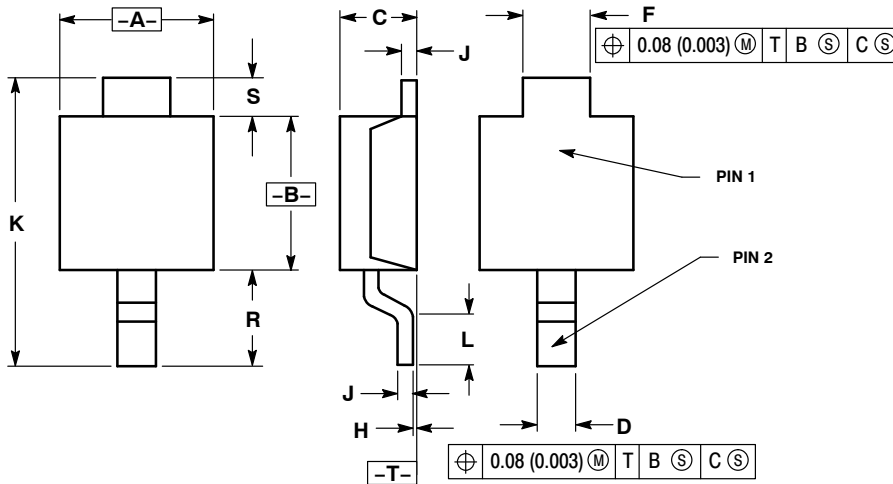 –A–
C
F
⌖ 0.08 (0.003) Ⓜ T B Ⓢ C Ⓢ
J
S
–B–
K
PIN 1
PIN 2
R
L
J
H
D
⌖ 0.08 (0.003) Ⓜ T B Ⓢ C Ⓢ
–T–